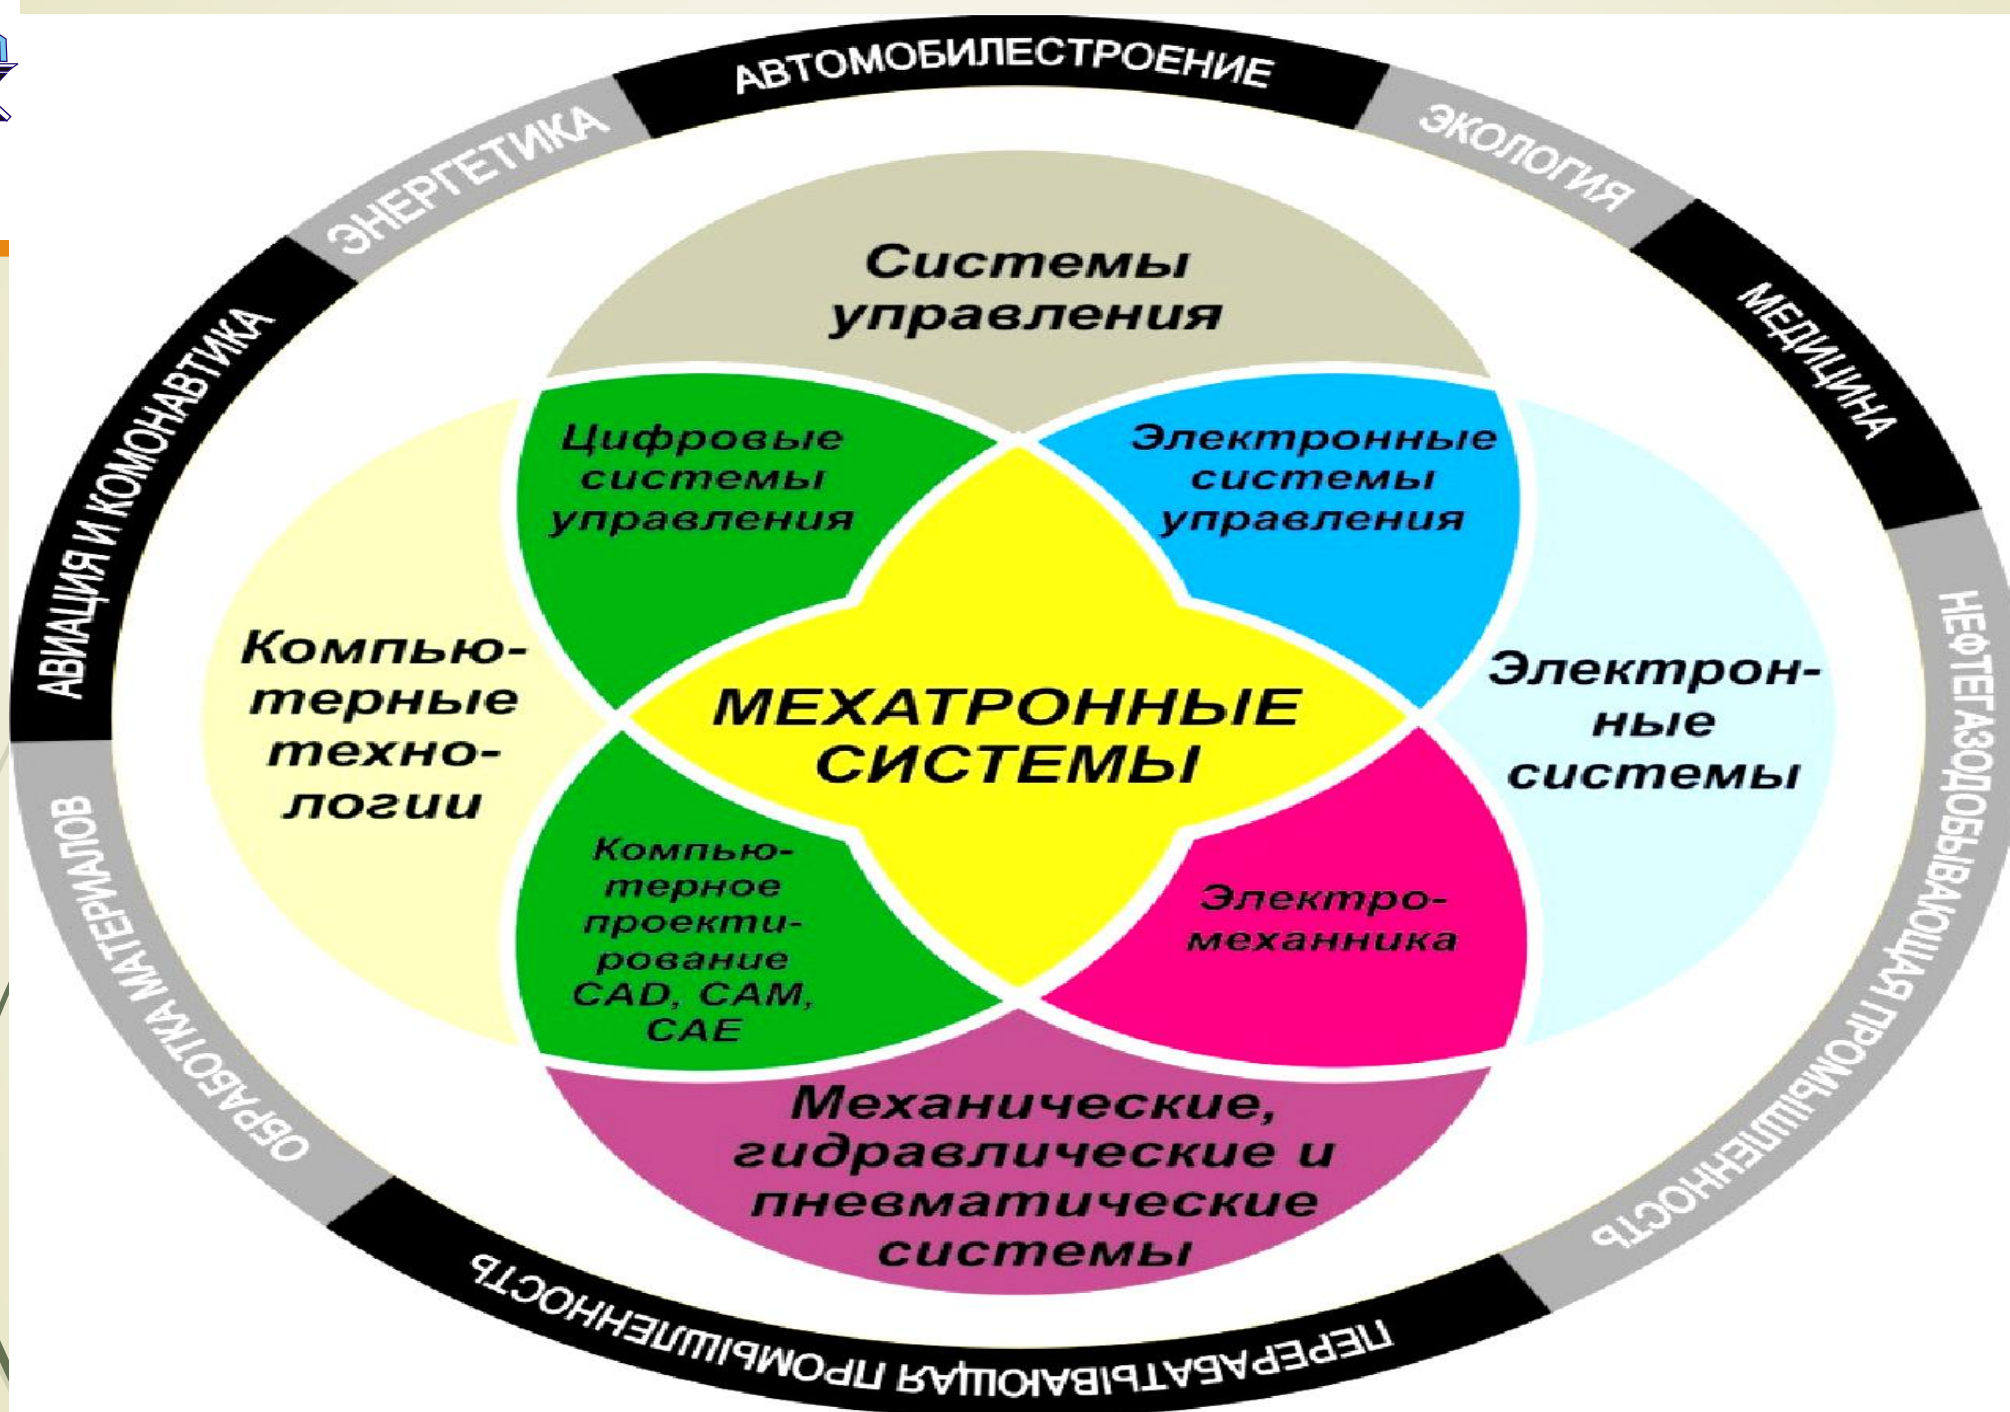 АВТОМОБИЛЕСТРОЕНИЕ
ЭКОЛОГИЯ
МЕДИЦИНА
НЕФТЕГАЗОДОБЫВАЮЩАЯ ПРОМЫШЛЕННОСТЬ
ПЕРЕРАБАТЫВАЮЩАЯ ПРОМЫШЛЕННОСТЬ
ОБРАБОТКА МАТЕРИАЛОВ
АВИАЦИЯ И КОМОНАВТИКА
ЭНЕРГЕТИКА
Системы
управления
Цифровые
системы
управления
Электронные
системы
управления
Компью-
терные
техно-
логии
МЕХАТРОННЫЕ
СИСТЕМЫ
Электрон-
ные
системы
Компью-
терное
проекти-
рование
CAD, CAM,
CAE
Электро-
механника
Механические,
гидравлические и
пневматические
системы